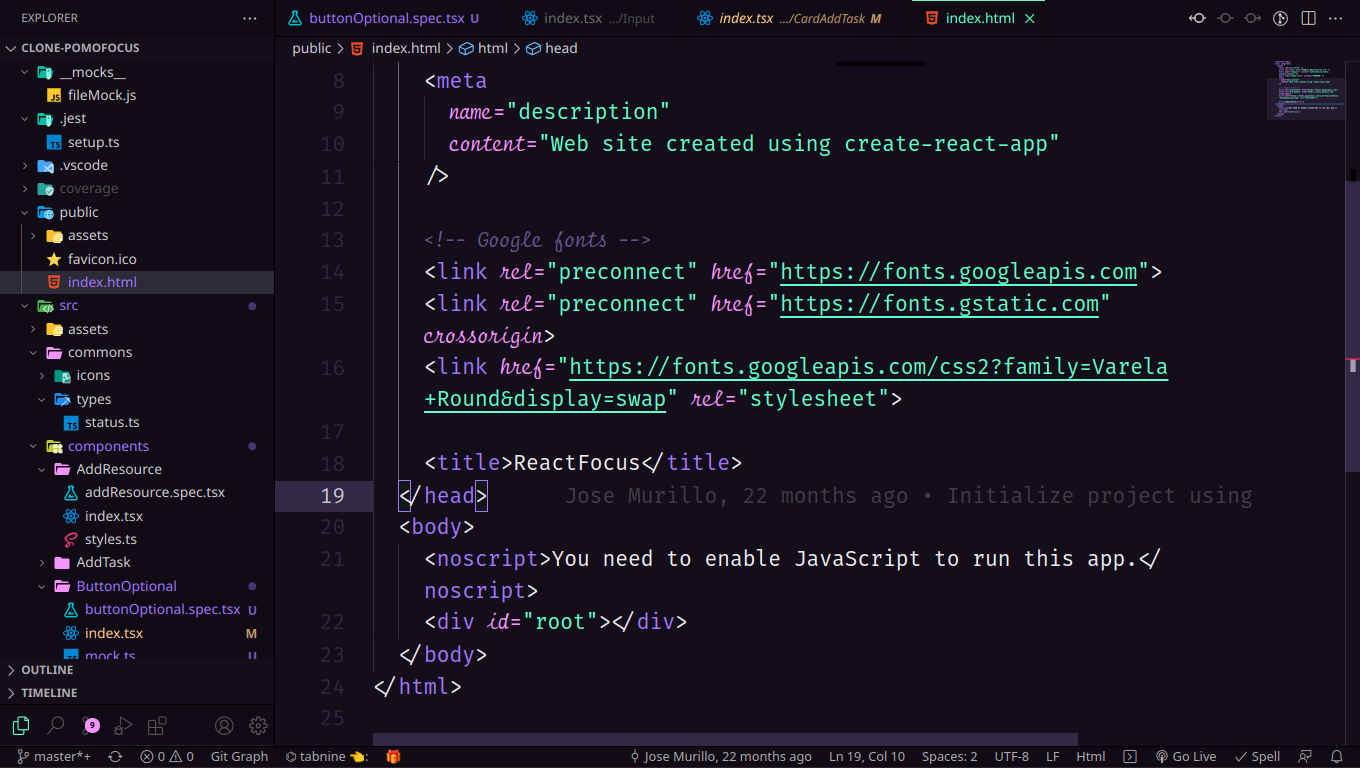 EXPLORER
CLONE-POMOFOCUS
__mocks__
fileMock.js
.jest
setup.ts
.vscode
coverage
public
assets
favicon.ico
index.html
src
assets
commons
icons
types
status.ts
components
AddResource
addResource.spec.tsx
index.tsx
styles.ts
AddTask
ButtonOptional
buttonOptional.spec.tsx U
index.tsx M
mock.ts U
OUTLINE
TIMELINE
9
buttonOptional.spec.tsx U
index.tsx .../Input
index.tsx .../CardAddTask M
index.html
public > index.html > html > head
8 <meta
9 name="description"
10 content="Web site created using create-react-app"
11 />
12
13 <!-- Google fonts -->
14 <link rel="preconnect" href="https://fonts.googleapis.com">
15 <link rel="preconnect" href="https://fonts.gstatic.com"
crossorigin>
16 <link href="https://fonts.googleapis.com/css2?family=Varela
+Round&display=swap" rel="stylesheet">
17
18 <title>ReactFocus</title>
19 </head> Jose Murillo, 22 months ago • Initialize project using
20 <body>
21 <noscript>You need to enable JavaScript to run this app.</
noscript>
22 <div id="root"></div>
23 </body>
24 </html>
25
master*+ 0 0 Git Graph tabnine 👈: 🎁 Jose Murillo, 22 months ago Ln 19, Col 10 Spaces: 2 UTF-8 LF Html Go Live Spell